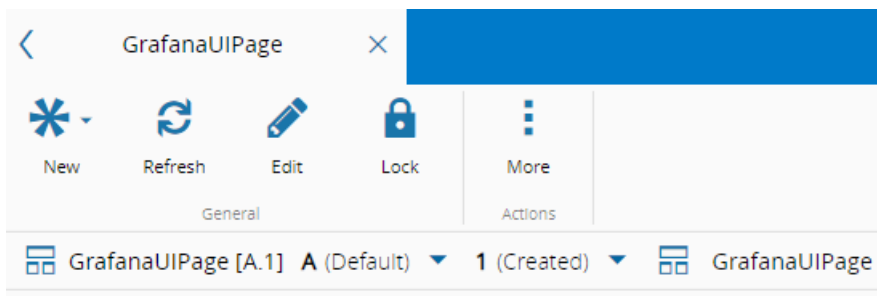 GrafanaUIPage
New Refresh Edit Lock More
General Actions
GrafanaUIPage [A.1] A (Default) 1 (Created) GrafanaUIPage